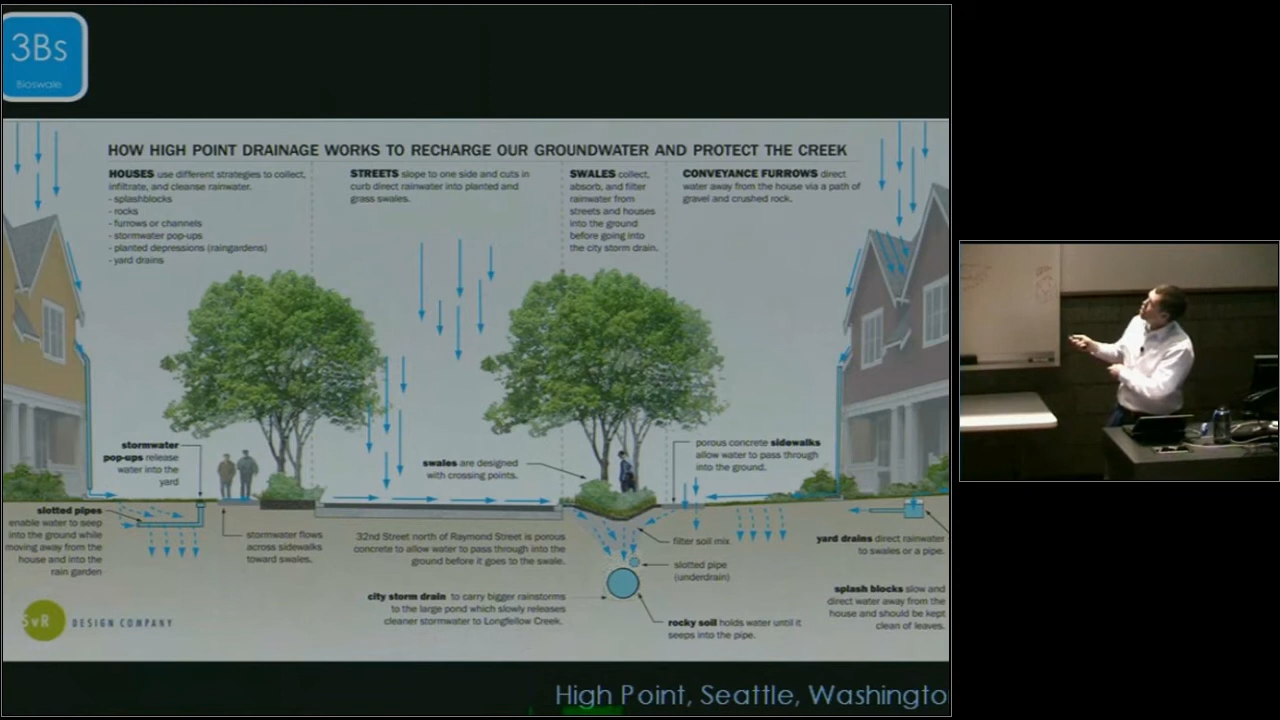 3Bs
Bioswale
HOW HIGH POINT DRAINAGE WORKS TO RECHARGE OUR GROUNDWATER AND PROTECT THE CREEK
HOUSES use different strategies to collect,
infiltrate, and cleanse rainwater.
- splashblocks
- rocks
- furrows or channels
- stormwater pop-ups
- planted depressions (raingardens)
- yard drains
STREETS slope to one side and cuts in
curb direct rainwater into planted and
grass swales.
SWALES collect,
absorb, and filter
rainwater from
streets and houses
into the ground
before going into
the city storm drain.
CONVEYANCE FURROWS direct
water away from the house via a path of
gravel and crushed rock.
stormwater
pop-ups release
water into the
yard
swales are designed
with crossing points.
porous concrete sidewalks
allow water to pass through
into the ground.
slotted pipes
enable water to seep
into the ground while
moving away from the
house and into the
rain garden
stormwater flows
across sidewalks
toward swales.
32nd Street north of Raymond Street is porous
concrete to allow water to pass through into the
ground before it goes to the swale.
filter soil mix
slotted pipe
(underdrain)
yard drains direct rainwater
to swales or a pipe.
city storm drain to carry bigger rainstorms
to the large pond which slowly releases
cleaner stormwater to Longfellow Creek.
rocky soil holds water until it
seeps into the pipe.
splash blocks slow and
direct water away from the
house and should be kept
clean of leaves.
SvR DESIGN COMPANY
High Point, Seattle, Washingto